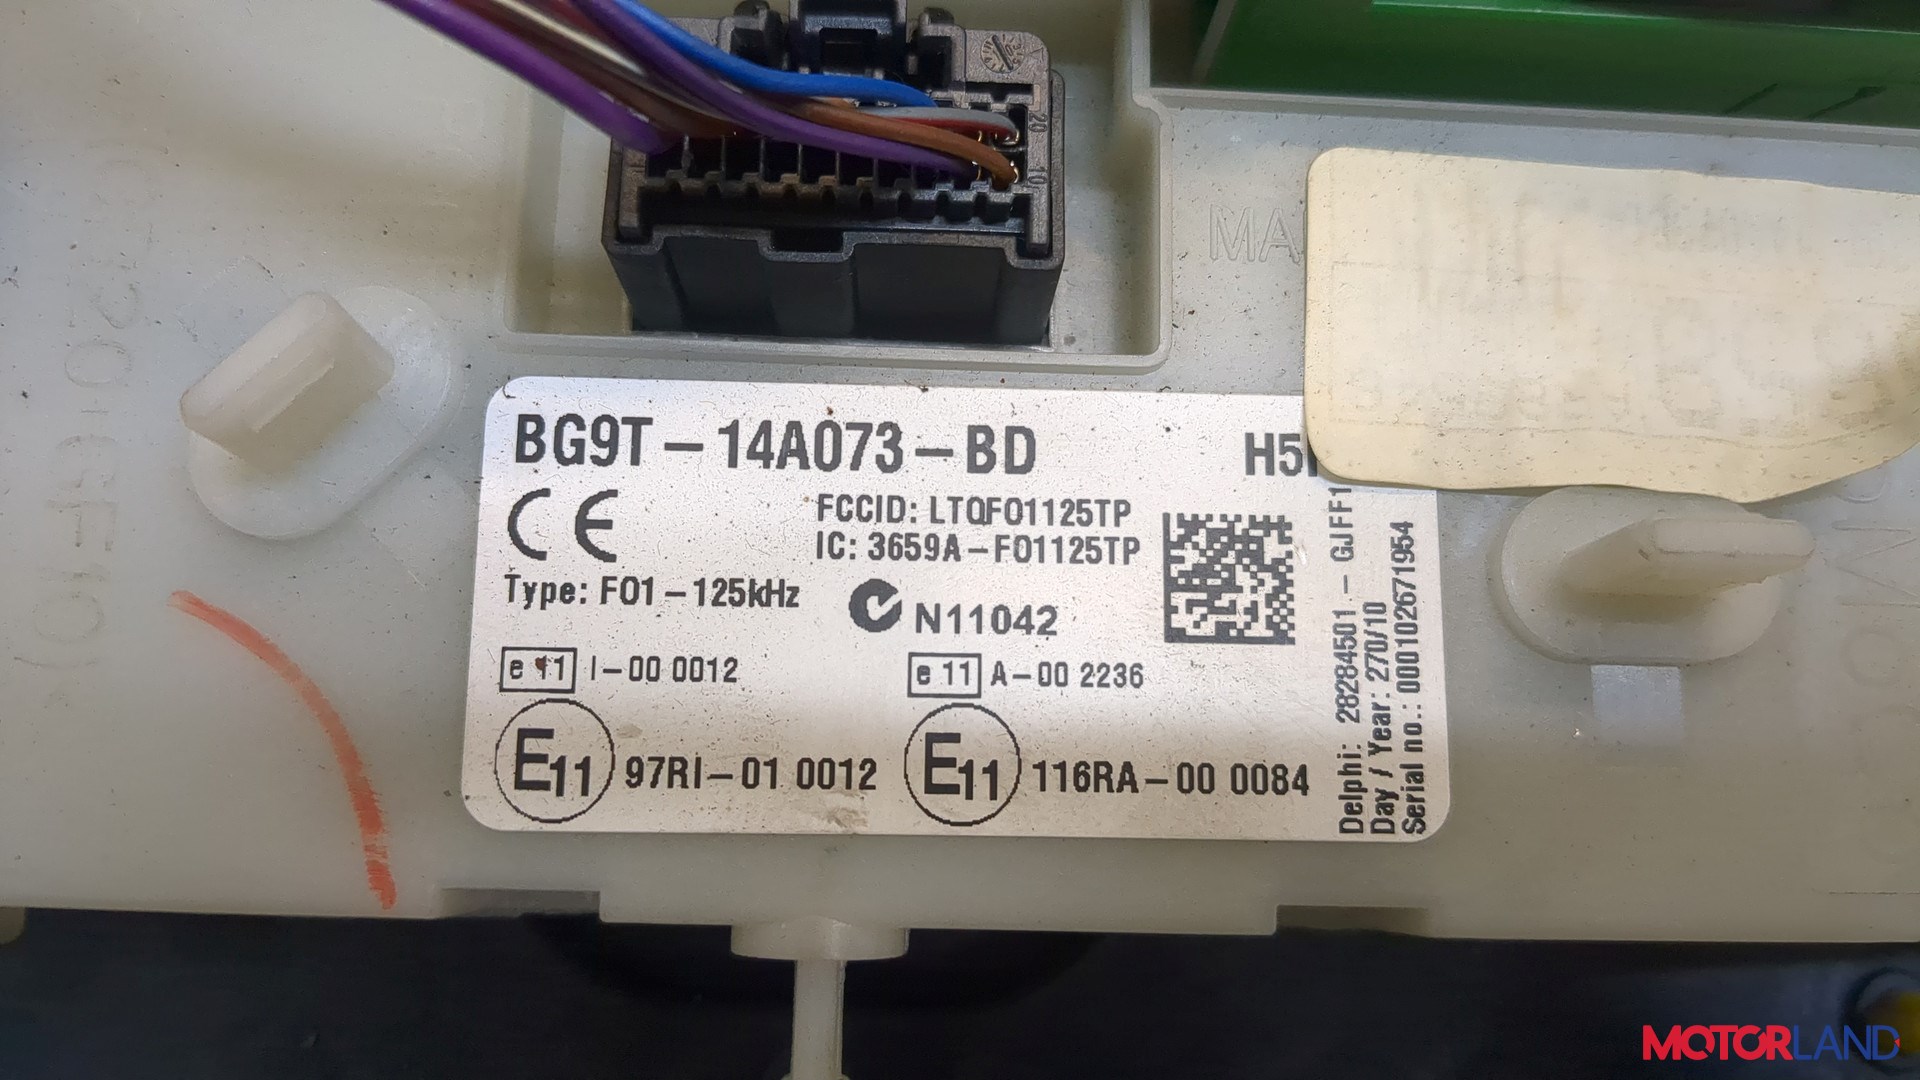 20
10
MA
BG9T-14A073-BD
H5
FCCID: LTQF01125TP
IC: 3659A-F01125TP
Type: F01-125kHz
N11042
e 11 I-00 0012
e 11 A-00 2236
E11 97RI-01 0012
E11 116RA-00 0084
Delphi: 28284501-GJFF1
Day / Year: 270/10
Serial no.: 000102671954
MOTORLAND